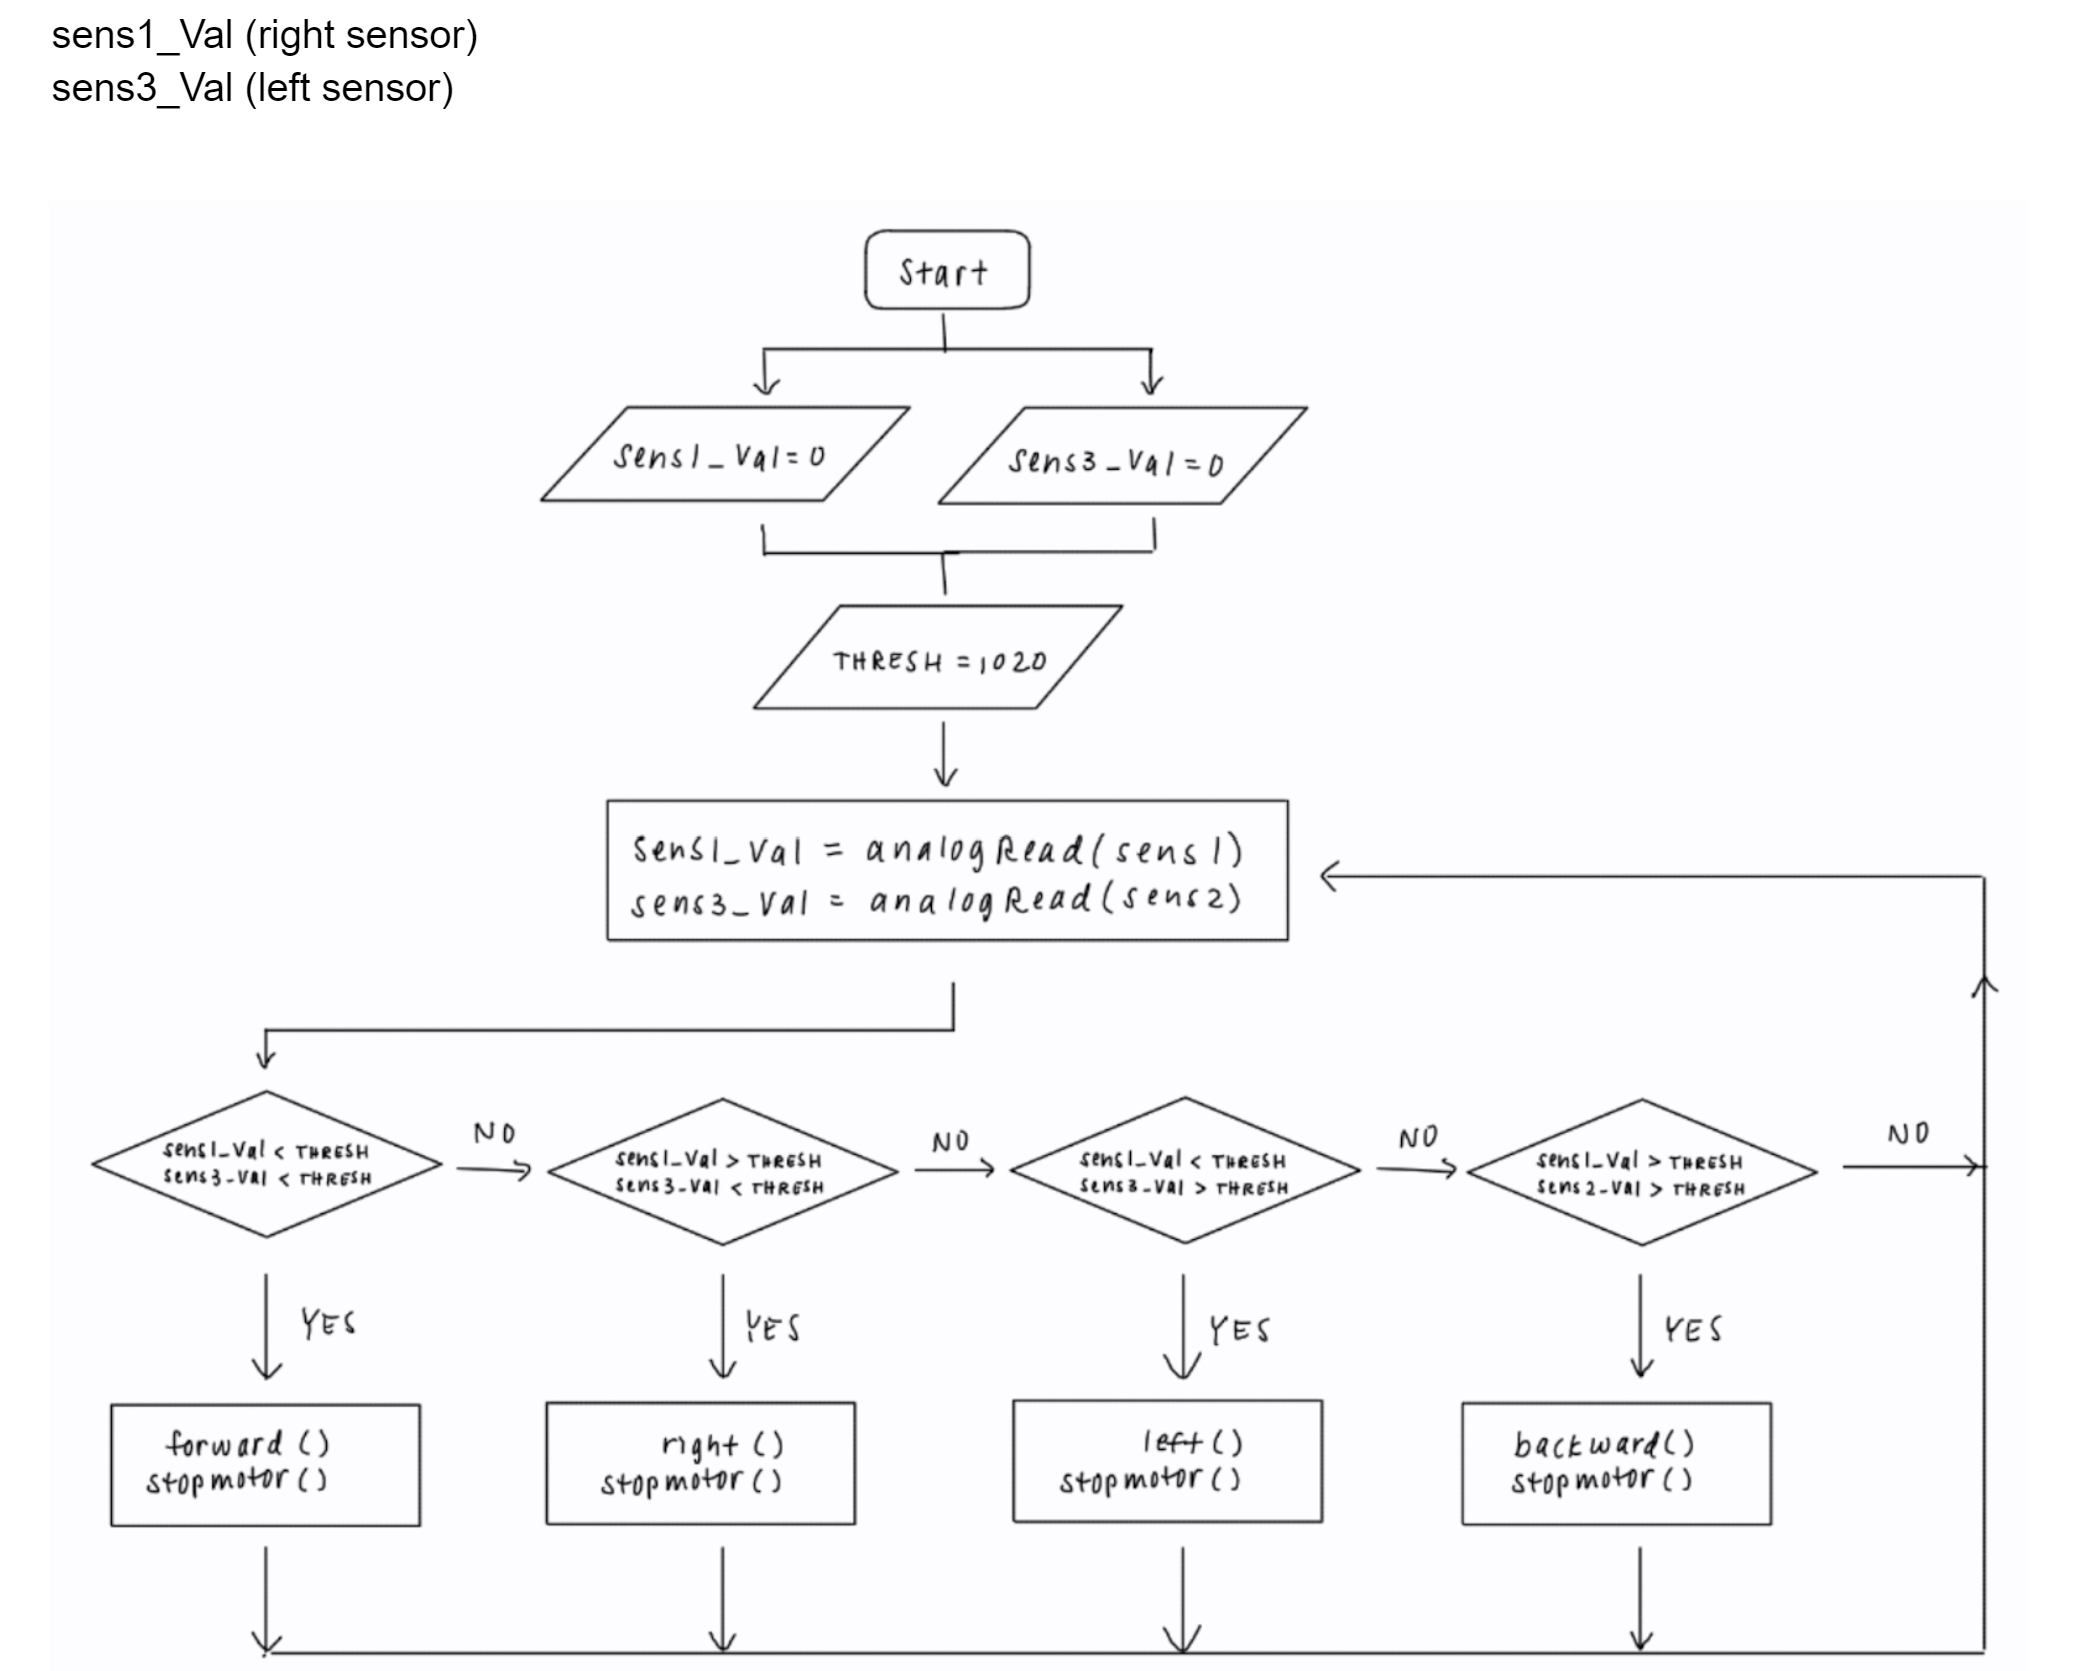 sens1_Val (right sensor)
sens3_Val (left sensor)
Start
sens1_Val=0
sens3_Val=0
THRESH=1020
sens1_Val = analogRead(sens1)
sens3_Val = analogRead(sens2)
sens1_Val < THRESH
sens3_Val < THRESH
NO
sens1_Val > THRESH
sens3_Val < THRESH
NO
sens1_Val < THRESH
sens3_Val > THRESH
NO
sens1_Val > THRESH
sens2_Val > THRESH
NO
YES
YES
YES
YES
forward()
stopmotor()
right()
stopmotor()
left()
stopmotor()
backward()
stopmotor()